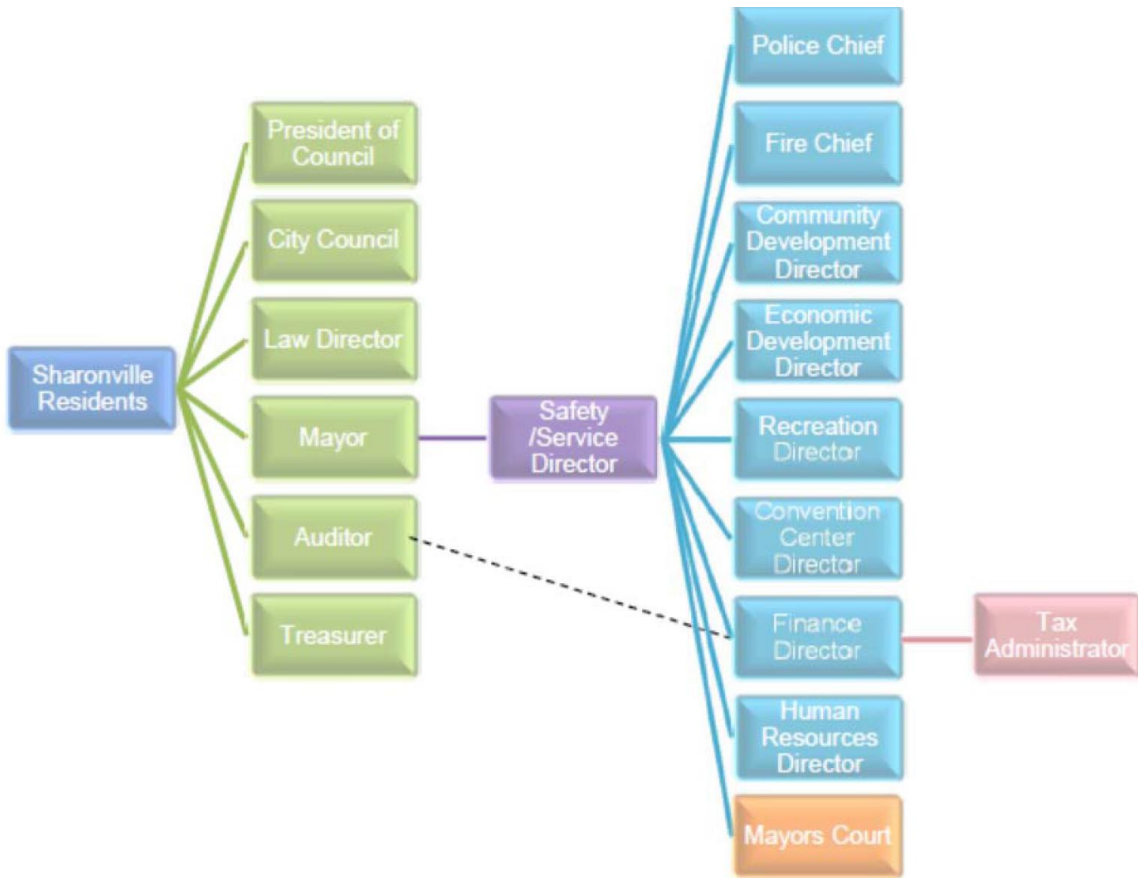 Sharonville
Residents
President of
Council
City Council
Law Director
Mayor
Auditor
Treasurer
Safety
/Service
Director
Police Chief
Fire Chief
Community
Development
Director
Economic
Development
Director
Recreation
Director
Convention
Center
Director
Finance
Director
Human
Resources
Director
Mayors Court
Tax
Administrator